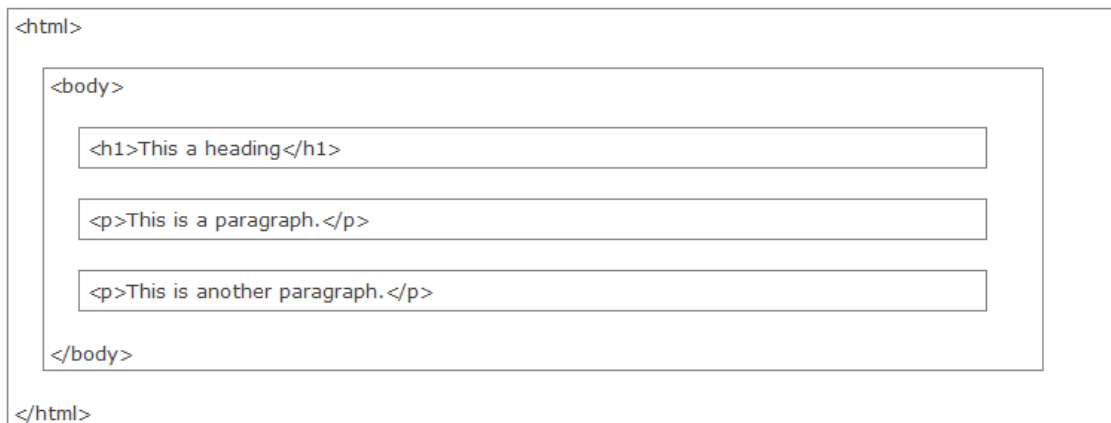 <html>
<body>
<h1>This a heading</h1>
<p>This is a paragraph.</p>
<p>This is another paragraph.</p>
</body>
</html>